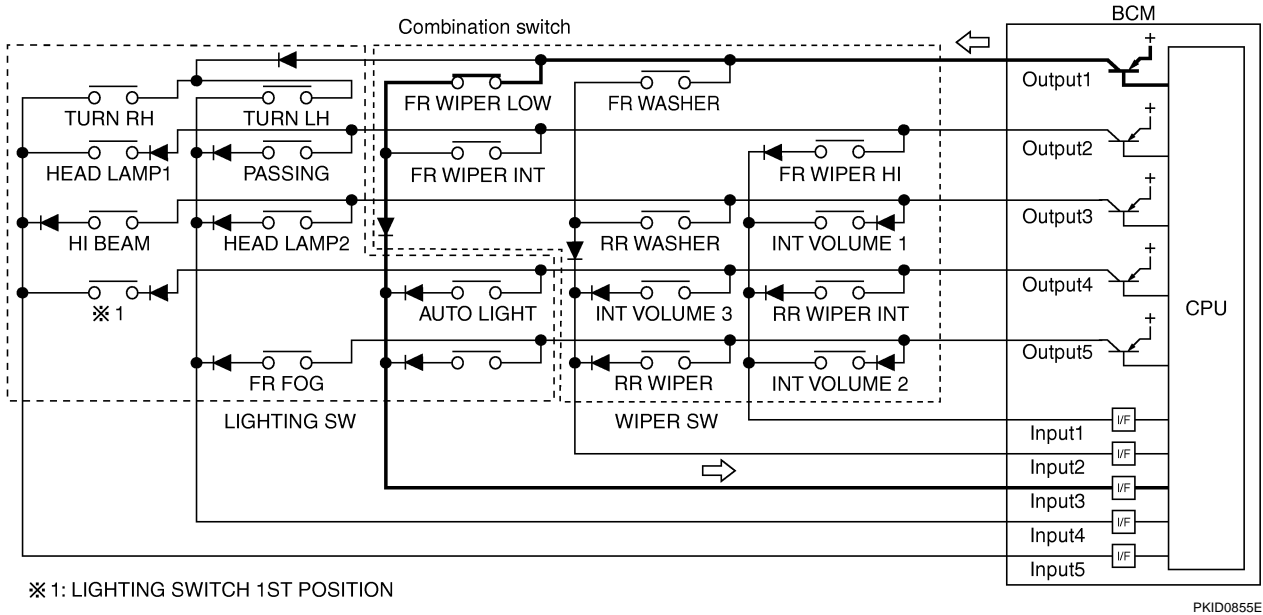 BCM
Combination switch
+
Output1
FR WIPER LOW
FR WASHER
TURN RH
TURN LH
+
Output2
HEAD LAMP1
PASSING
FR WIPER INT
FR WIPER HI
+
Output3
HI BEAM
HEAD LAMP2
RR WASHER
INT VOLUME 1
+
Output4
※ 1
AUTO LIGHT
INT VOLUME 3
RR WIPER INT
CPU
+
Output5
FR FOG
RR WIPER
INT VOLUME 2
LIGHTING SW
WIPER SW
I/F
Input1
I/F
Input2
I/F
Input3
I/F
Input4
I/F
Input5
※ 1: LIGHTING SWITCH 1ST POSITION
PKID0855E